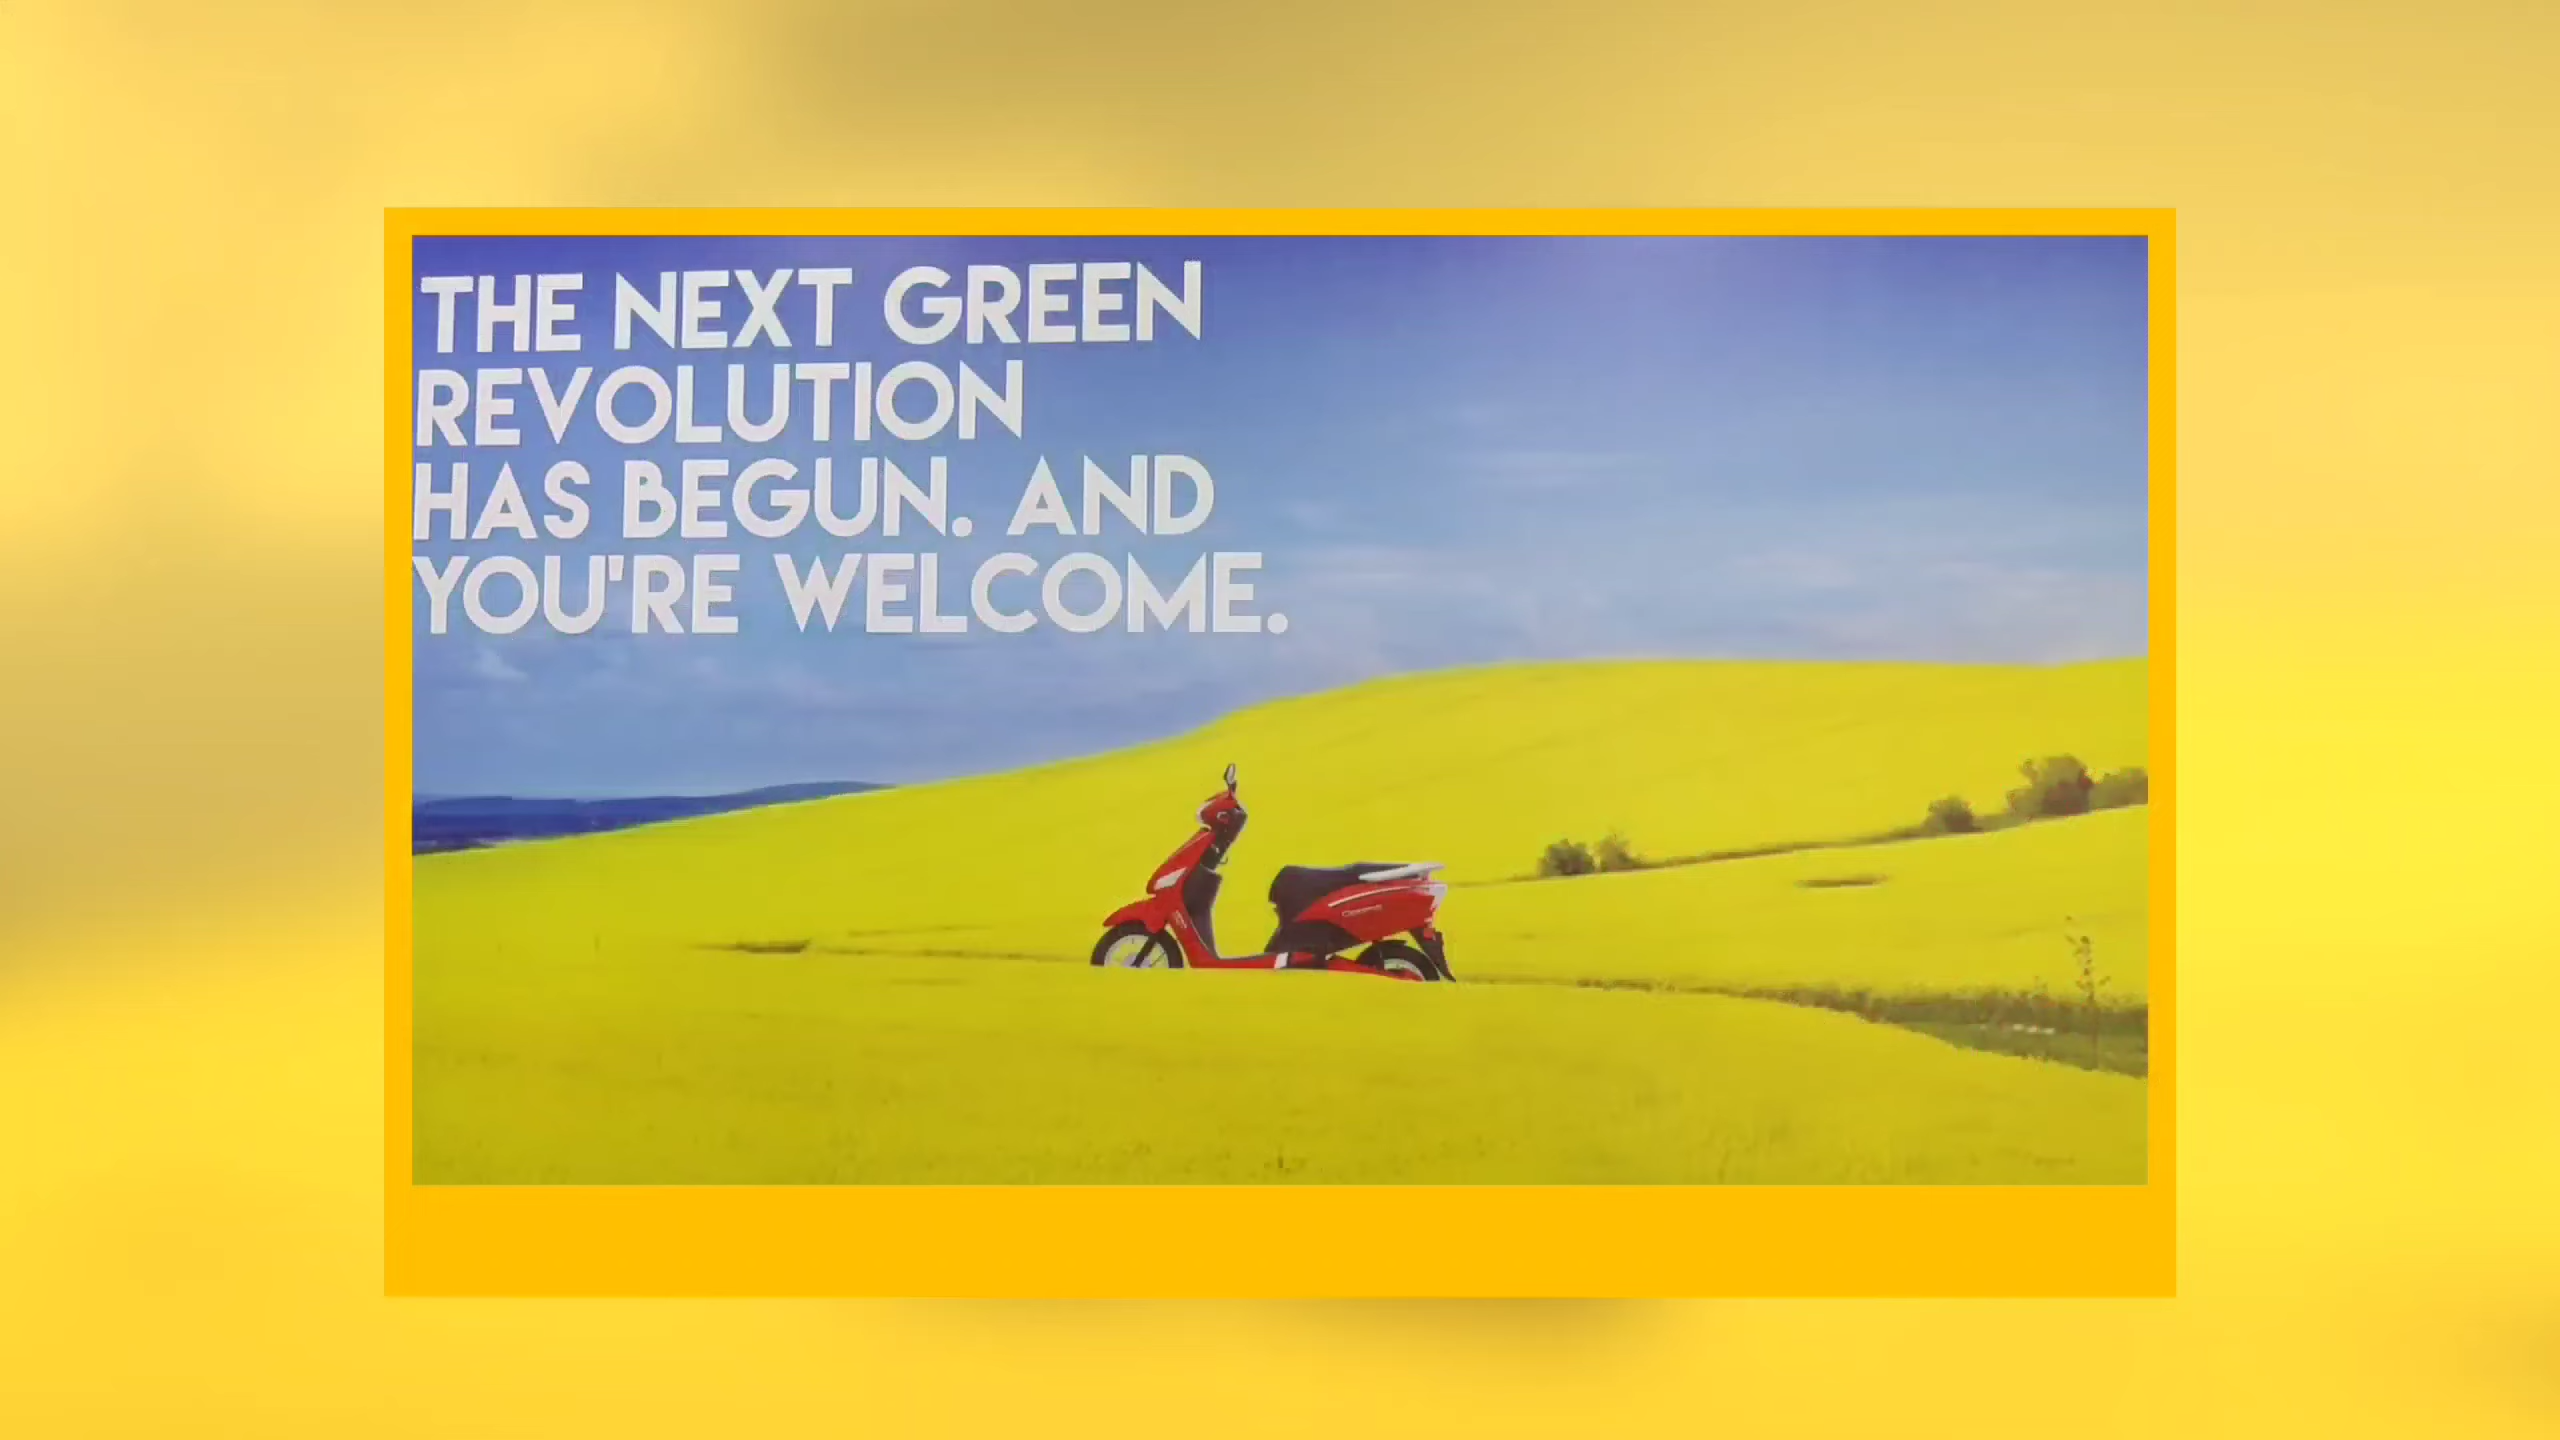 THE NEXT GREEN
REVOLUTION
HAS BEGUN. AND
YOU'RE WELCOME.